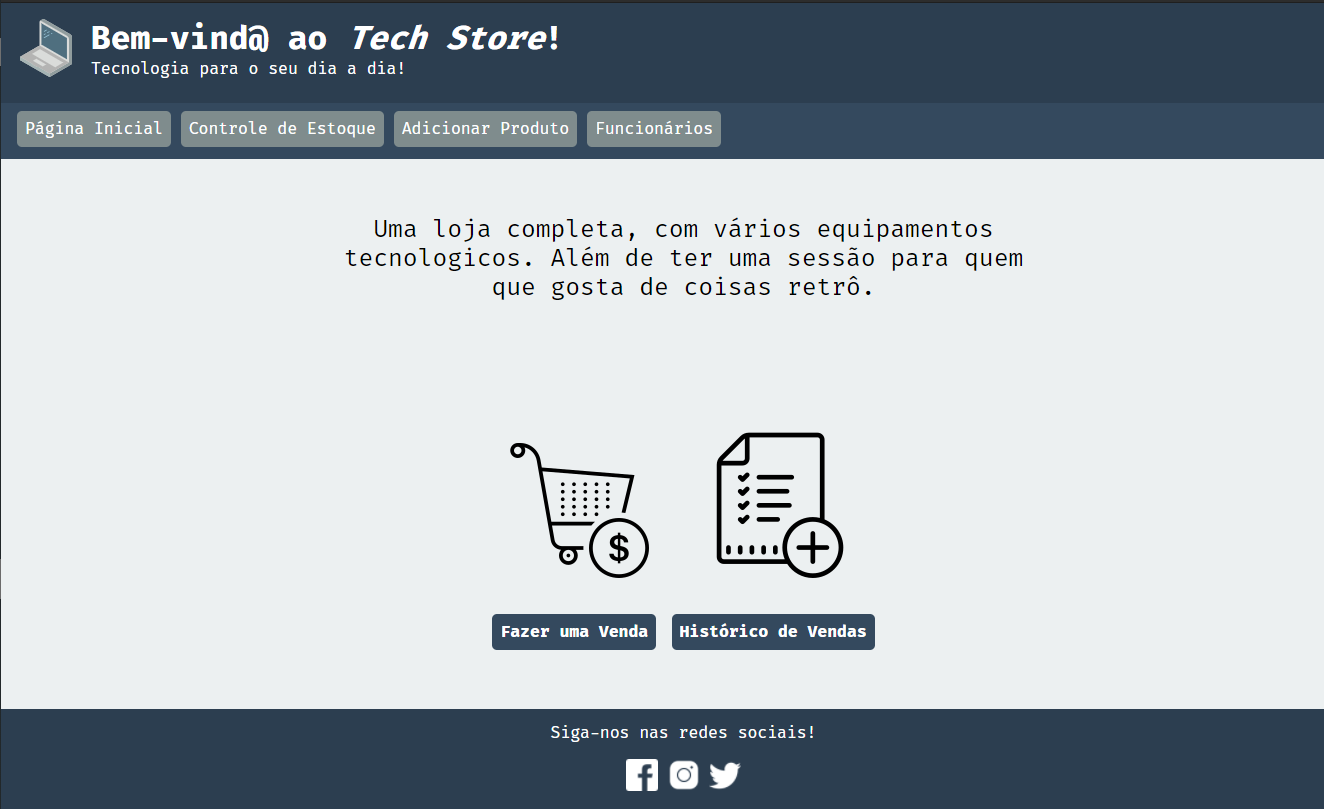 Bem-vind@ ao Tech Store!
Tecnologia para o seu dia a dia!
Página Inicial
Controle de Estoque
Adicionar Produto
Funcionários
Uma loja completa, com vários equipamentos
tecnologicos. Além de ter uma sessão para quem
que gosta de coisas retrô.
$
Fazer uma Venda
Histórico de Vendas
Siga-nos nas redes sociais!